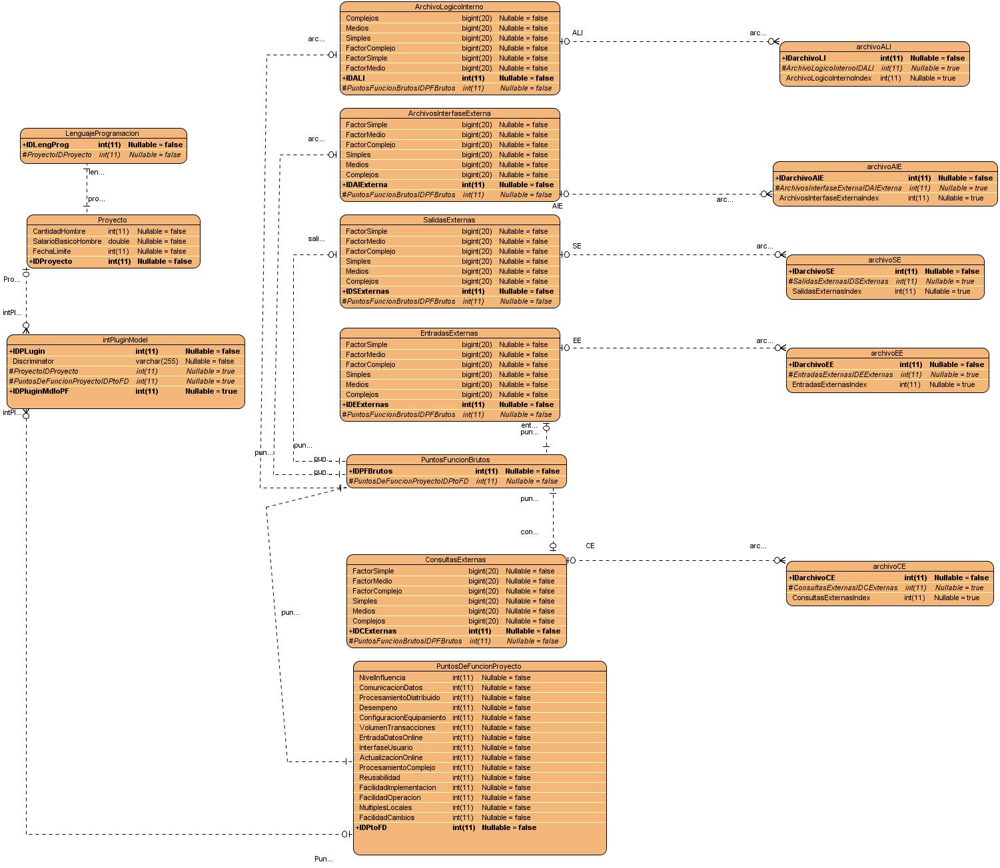 ArchivoLogicoInterno
Complejos bigint(20) Nullable = false
Medios bigint(20) Nullable = false
Simples bigint(20) Nullable = false
FactorComplejo bigint(20) Nullable = false
FactorSimple bigint(20) Nullable = false
FactorMedio bigint(20) Nullable = false
+IDALI int(11) Nullable = false
#PuntosFuncionBrutosIDPFBrutos int(11) Nullable = false
arc...
ALI
arc...
archivoALI
+IDarchivoLI int(11) Nullable = false
#ArchivoLogicoInternoIDALI int(11) Nullable = true
ArchivoLogicoInternoIndex int(11) Nullable = true
ArchivosInterfaseExterna
FactorSimple bigint(20) Nullable = false
FactorMedio bigint(20) Nullable = false
FactorComplejo bigint(20) Nullable = false
Simples bigint(20) Nullable = false
Medios bigint(20) Nullable = false
Complejos bigint(20) Nullable = false
+IDAIExterna int(11) Nullable = false
#PuntosFuncionBrutosIDPFBrutos int(11) Nullable = false
arc...
AIE
arc...
archivoAIE
+IDarchivoAIE int(11) Nullable = false
#ArchivosInterfaseExternaIDAIExterna int(11) Nullable = true
ArchivosInterfaseExternaIndex int(11) Nullable = true
LenguajeProgramacion
+IDLengProg int(11) Nullable = false
#ProyectoIDProyecto int(11) Nullable = false
len...
pro...
Proyecto
CantidadHombre int(11) Nullable = false
SalarioBasicoHombre double Nullable = false
FechaLimite int(11) Nullable = false
+IDProyecto int(11) Nullable = false
Pro...
intPl...
SalidasExternas
FactorSimple bigint(20) Nullable = false
FactorMedio bigint(20) Nullable = false
FactorComplejo bigint(20) Nullable = false
Simples bigint(20) Nullable = false
Medios bigint(20) Nullable = false
Complejos bigint(20) Nullable = false
+IDSExternas int(11) Nullable = false
#PuntosFuncionBrutosIDPFBrutos int(11) Nullable = false
sali...
SE
arc...
archivoSE
+IDarchivoSE int(11) Nullable = false
#SalidasExternasIDSExternas int(11) Nullable = true
SalidasExternasIndex int(11) Nullable = true
intPluginModel
+IDPLugin int(11) Nullable = false
Discriminator varchar(255) Nullable = false
#ProyectoIDProyecto int(11) Nullable = true
#PuntosDeFuncionProyectoIDPtoFD int(11) Nullable = true
+IDPluginMdloPF int(11) Nullable = true
intPl...
EntradasExternas
FactorSimple bigint(20) Nullable = false
FactorMedio bigint(20) Nullable = false
FactorComplejo bigint(20) Nullable = false
Simples bigint(20) Nullable = false
Medios bigint(20) Nullable = false
Complejos bigint(20) Nullable = false
+IDEExternas int(11) Nullable = false
#PuntosFuncionBrutosIDPFBrutos int(11) Nullable = false
EE
arc...
archivoEE
+IDarchivoEE int(11) Nullable = false
#EntradasExternasIDEExternas int(11) Nullable = true
EntradasExternasIndex int(11) Nullable = true
ent...
pun...
pun...
pun...
pun...
pun...
PuntosFuncionBrutos
+IDPFBrutos int(11) Nullable = false
#PuntosDeFuncionProyectoIDPtoFD int(11) Nullable = false
pun...
con...
ConsultasExternas
FactorSimple bigint(20) Nullable = false
FactorMedio bigint(20) Nullable = false
FactorComplejo bigint(20) Nullable = false
Simples bigint(20) Nullable = false
Medios bigint(20) Nullable = false
Complejos bigint(20) Nullable = false
+IDCExternas int(11) Nullable = false
#PuntosFuncionBrutosIDPFBrutos int(11) Nullable = false
CE
arc...
archivoCE
+IDarchivoCE int(11) Nullable = false
#ConsultasExternasIDCExternas int(11) Nullable = true
ConsultasExternasIndex int(11) Nullable = true
pun...
PuntosDeFuncionProyecto
NivelInfluencia int(11) Nullable = false
ComunicacionDatos int(11) Nullable = false
ProcesamientoDiatribuido int(11) Nullable = false
Desempeno int(11) Nullable = false
ConfiguracionEquipamiento int(11) Nullable = false
VolumenTransacciones int(11) Nullable = false
EntradaDatosOnline int(11) Nullable = false
InterfaseUsuario int(11) Nullable = false
ActualizacionOnline int(11) Nullable = false
ProcesamientoComplejo int(11) Nullable = false
Reusabilidad int(11) Nullable = false
FacilidadImplementacion int(11) Nullable = false
FacilidadOperacion int(11) Nullable = false
MultiplesLocales int(11) Nullable = false
FacilidadCambios int(11) Nullable = false
+IDPtoFD int(11) Nullable = false
Pun...